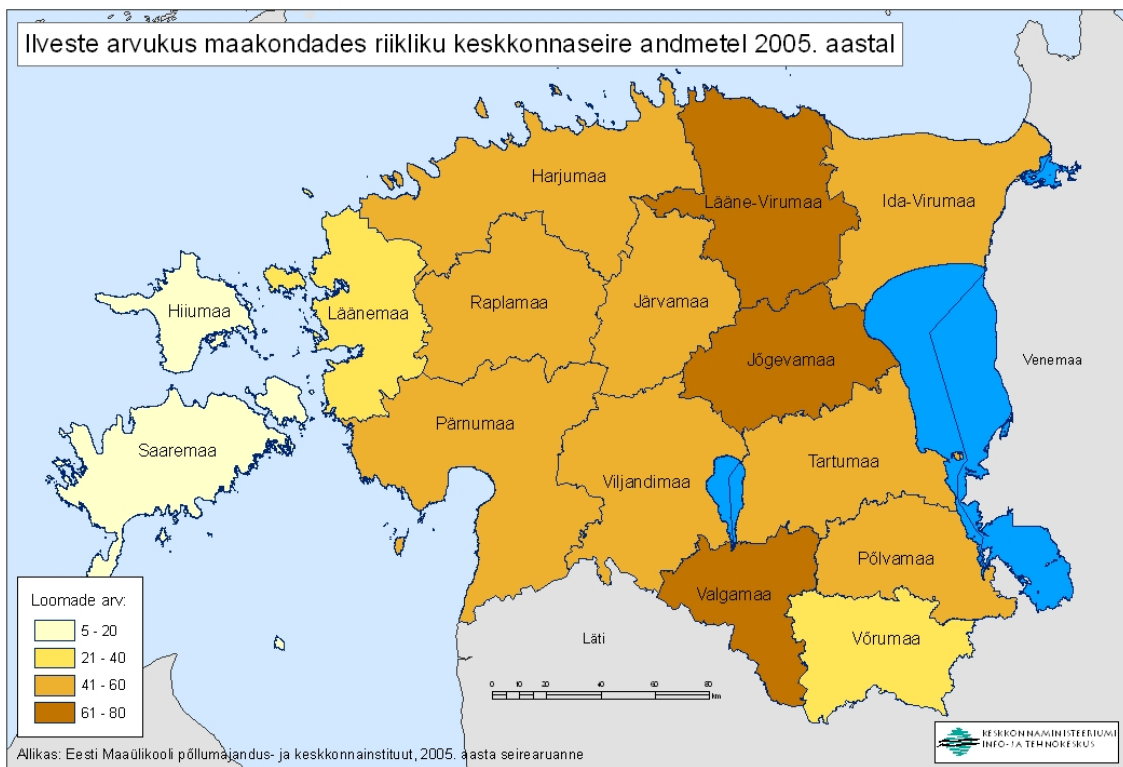 Ilveste arvukus maakondades riikliku keskkonnaseire andmetel 2005. aastal
Harjumaa
Lääne-Virumaa
Ida-Virumaa
Hiiumaa
Läänemaa
Raplamaa
Järvamaa
Jõgevamaa
Venemaa
Saaremaa
Pärnumaa
Viljandimaa
Tartumaa
Põlvamaa
Valgamaa
Võrumaa
Läti
Loomade arv:
5 - 20
21 - 40
41 - 60
61 - 80
0 5 10 20 40 60 80
km
Allikas: Eesti Maaülikooli põllumajandus- ja keskkonnainstituut, 2005. aasta seirearuanne
KESKKONNAMINISTEERIUMI
INFO- JA TEHNOKESKUS